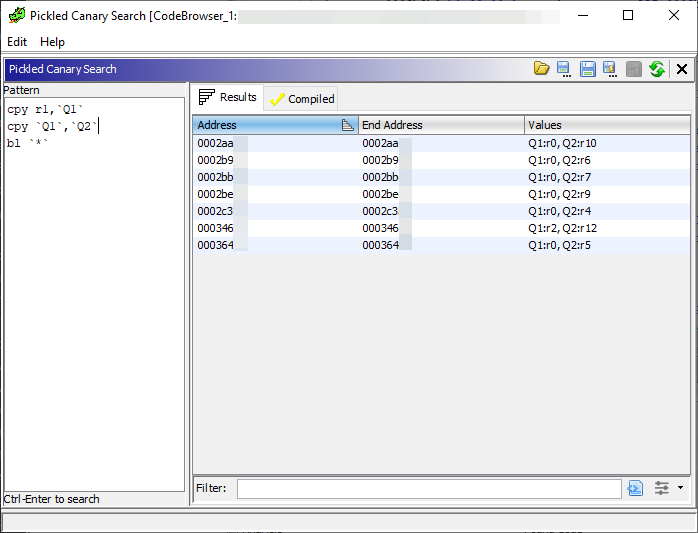 Pickled Canary Search [CodeBrowser_1:
Edit Help
Pickled Canary Search
Pattern
cpy r1,`Q1`
cpy `Q1`,`Q2`
bl `*`
Ctrl-Enter to search
Results Compiled
Address End Address Values
0002aa 0002aa Q1:r0, Q2:r10
0002b9 0002b9 Q1:r0, Q2:r6
0002bb 0002bb Q1:r0, Q2:r7
0002be 0002be Q1:r0, Q2:r9
0002c3 0002c3 Q1:r0, Q2:r4
000346 000346 Q1:r2, Q2:r12
000364 000364 Q1:r0, Q2:r5
Filter: